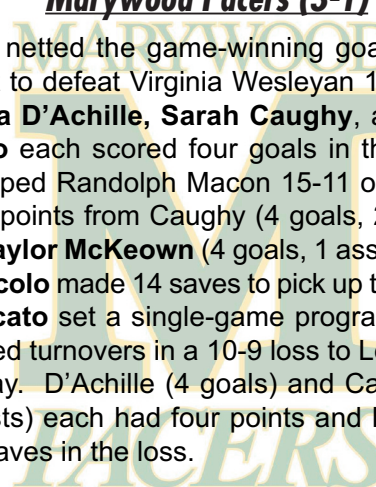 Marywood Pacers (5-1)
netted the game-winning goa
to defeat Virginia Wesleyan 1
a D'Achille, Sarah Caughy, a
o each scored four goals in th
ped Randolph Macon 15-11 o
points from Caughy (4 goals, 2
aylor McKeown (4 goals, 1 ass
colo made 14 saves to pick up t
cato set a single-game progra
ed turnovers in a 10-9 loss to L
ay. D'Achille (4 goals) and Ca
sts) each had four points and
aves in the loss.
MARYWOOD
M
PACERS